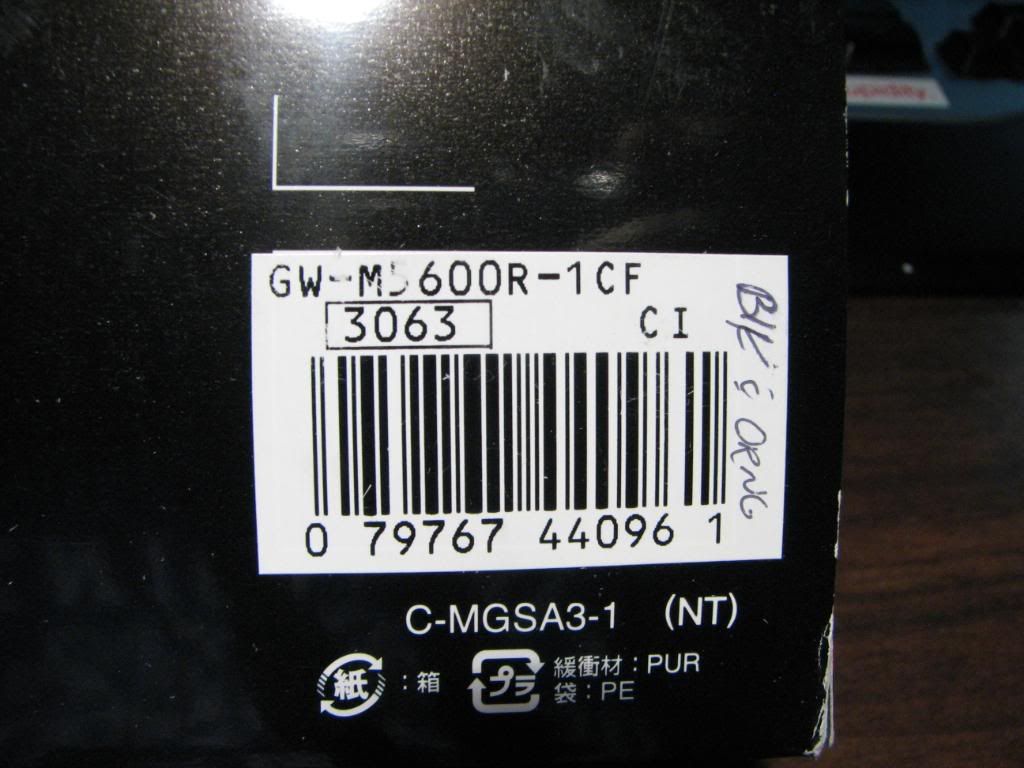 GW-M5600R-1CF
3063 CI
0 79767 44096 1
Blk & ORNG
C-MGSA3-1 (NT)
紙 : 箱
プラ 緩衝材 : PUR
袋 : PE